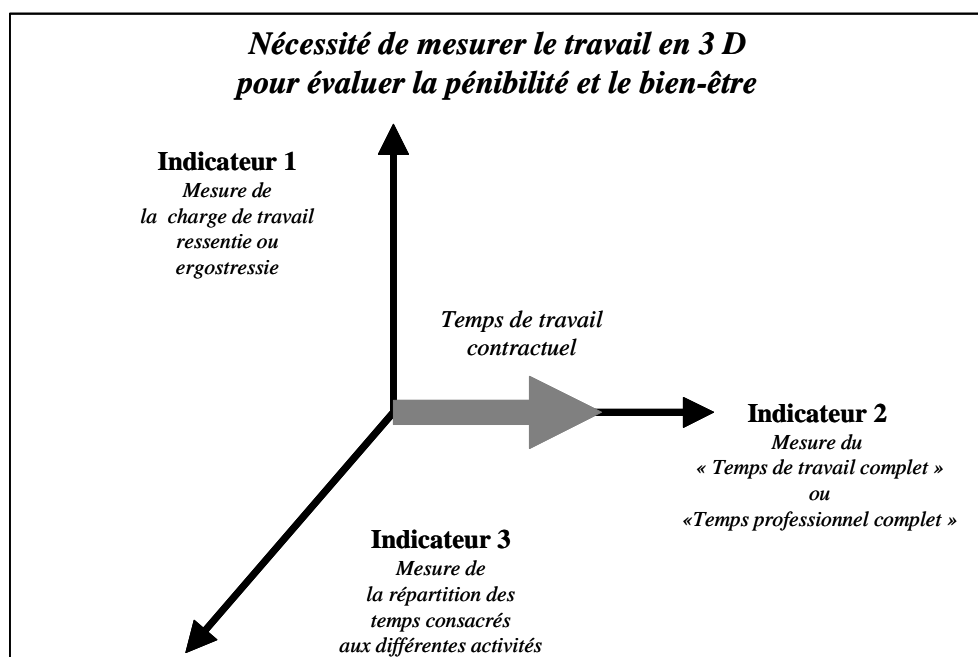 Nécessité de mesurer le travail en 3 D
pour évaluer la pénibilité et le bien-être
Indicateur 1
Mesure de
la charge de travail
ressentie ou
ergostressie
Temps de travail
contractuel
Indicateur 2
Mesure du
« Temps de travail complet »
ou
«Temps professionnel complet »
Indicateur 3
Mesure de
la répartition des
temps consacrés
aux différentes activités